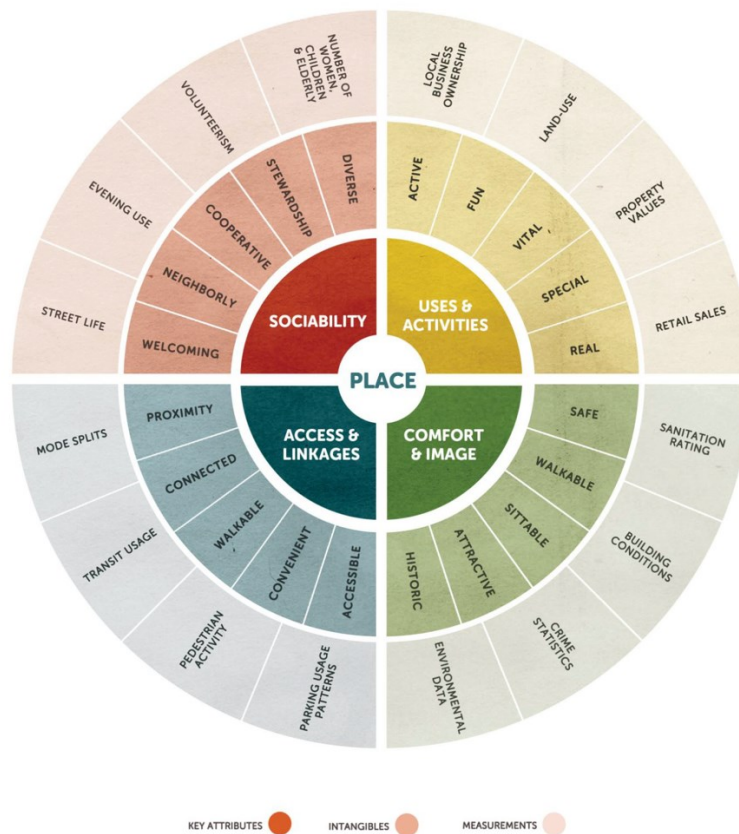 NUMBER OF
WOMEN,
CHILDREN
& ELDERLY
VOLUNTEERISM
EVENING USE
STREET LIFE
DIVERSE
STEWARDSHIP
COOPERATIVE
NEIGHBORLY
WELCOMING
SOCIABILITY
LOCAL
BUSINESS
OWNERSHIP
LAND-USE
PROPERTY
VALUES
RETAIL SALES
ACTIVE
FUN
VITAL
SPECIAL
REAL
USES &
ACTIVITIES
PLACE
ACCESS &
LINKAGES
PROXIMITY
CONNECTED
WALKABLE
CONVENIENT
ACCESSIBLE
MODE SPLITS
TRANSIT USAGE
PEDESTRIAN
ACTIVITY
PARKING USAGE
PATTERNS
COMFORT
& IMAGE
SAFE
WALKABLE
SITTABLE
ATTRACTIVE
HISTORIC
SANITATION
RATING
BUILDING
CONDITIONS
CRIME
STATISTICS
ENVIRONMENTAL
DATA
KEY ATTRIBUTES
INTANGIBLES
MEASUREMENTS